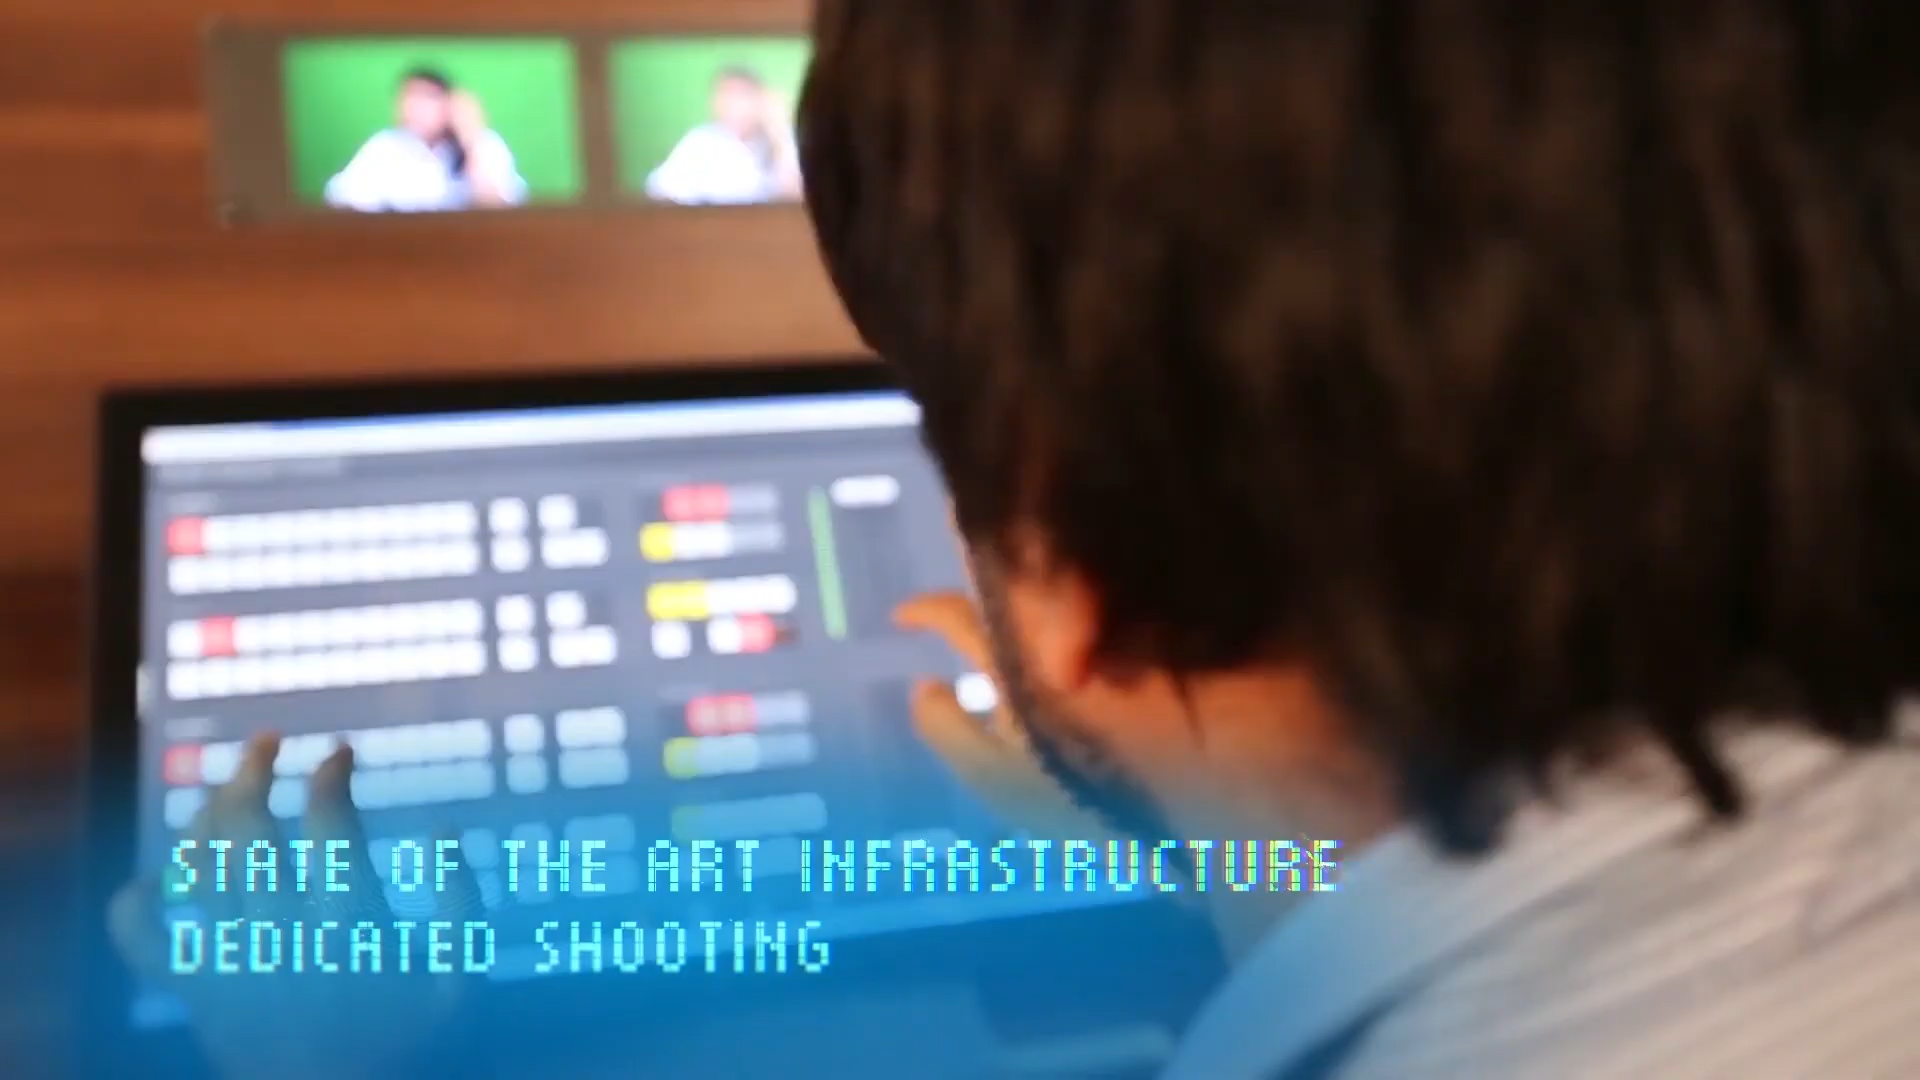 STATE OF THE ART INFRASTRUCTURE
DEDICATED SHOOTING